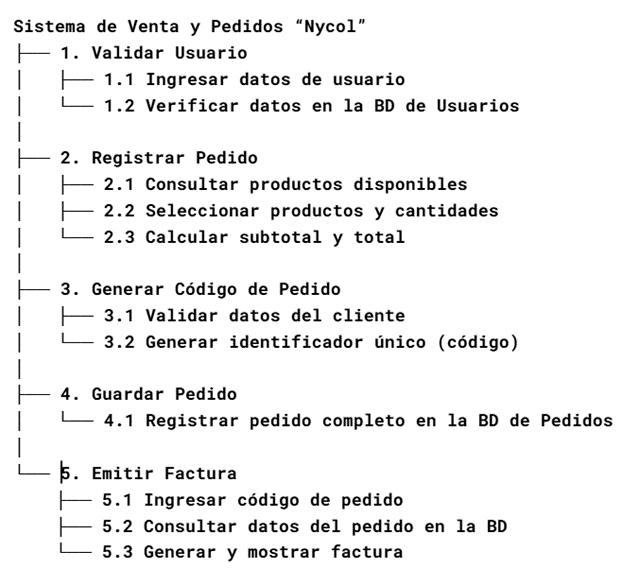 Sistema de Venta y Pedidos “Nycol”
├── 1. Validar Usuario
│   ├── 1.1 Ingresar datos de usuario
│   └── 1.2 Verificar datos en la BD de Usuarios
│
├── 2. Registrar Pedido
│   ├── 2.1 Consultar productos disponibles
│   ├── 2.2 Seleccionar productos y cantidades
│   └── 2.3 Calcular subtotal y total
│
├── 3. Generar Código de Pedido
│   ├── 3.1 Validar datos del cliente
│   └── 3.2 Generar identificador único (código)
│
├── 4. Guardar Pedido
│   └── 4.1 Registrar pedido completo en la BD de Pedidos
│
└── 5. Emitir Factura
    ├── 5.1 Ingresar código de pedido
    ├── 5.2 Consultar datos del pedido en la BD
    └── 5.3 Generar y mostrar factura